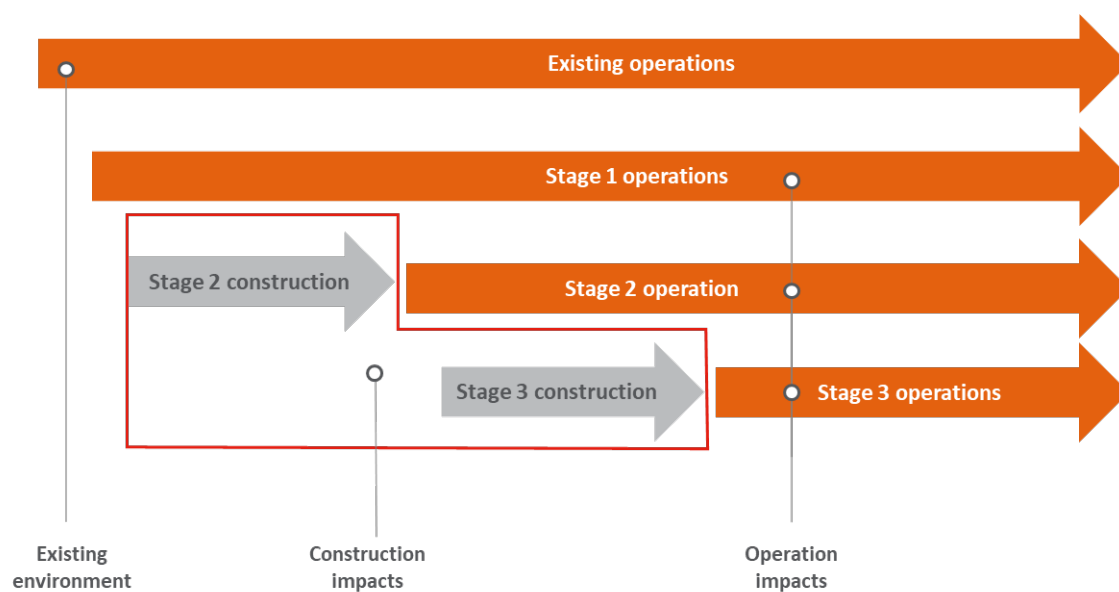 Existing operations
Stage 1 operations
Stage 2 construction
Stage 2 operation
Stage 3 construction
Stage 3 operations
Existing
environment
Construction
impacts
Operation
impacts